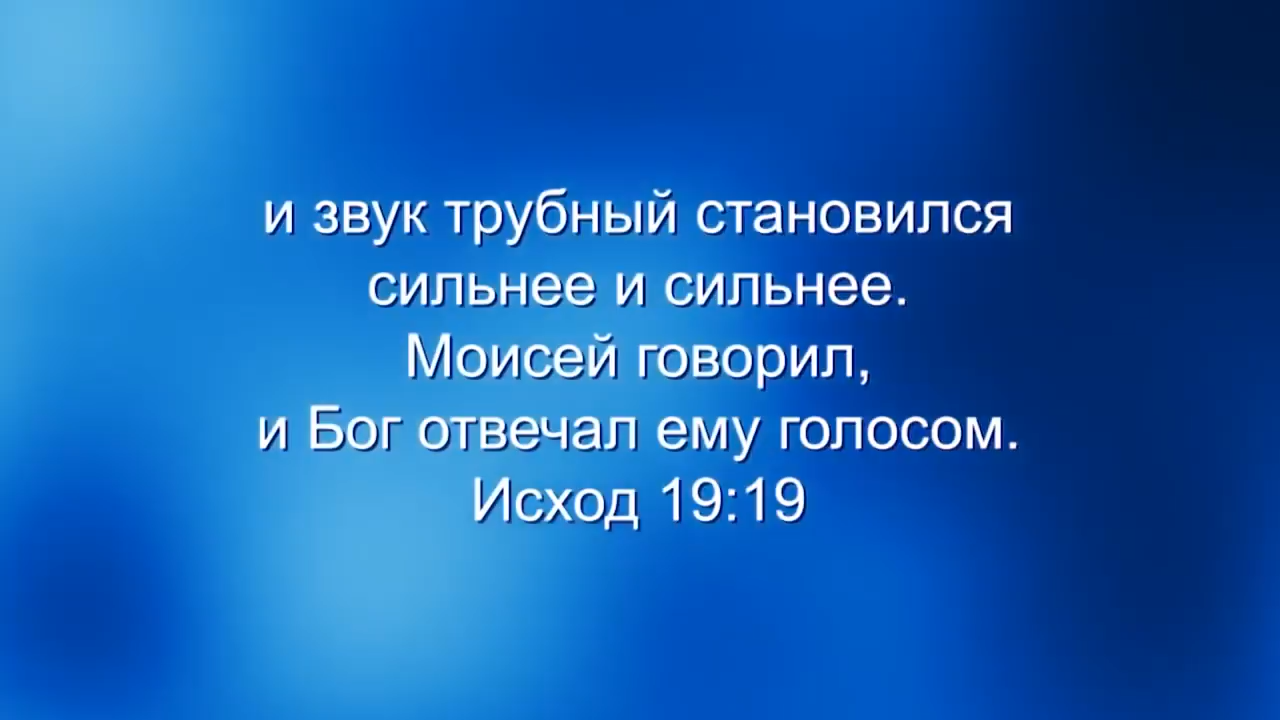 и звук трубный становился
сильнее и сильнее.
Моисей говорил,
и Бог отвечал ему голосом.
Исход 19:19